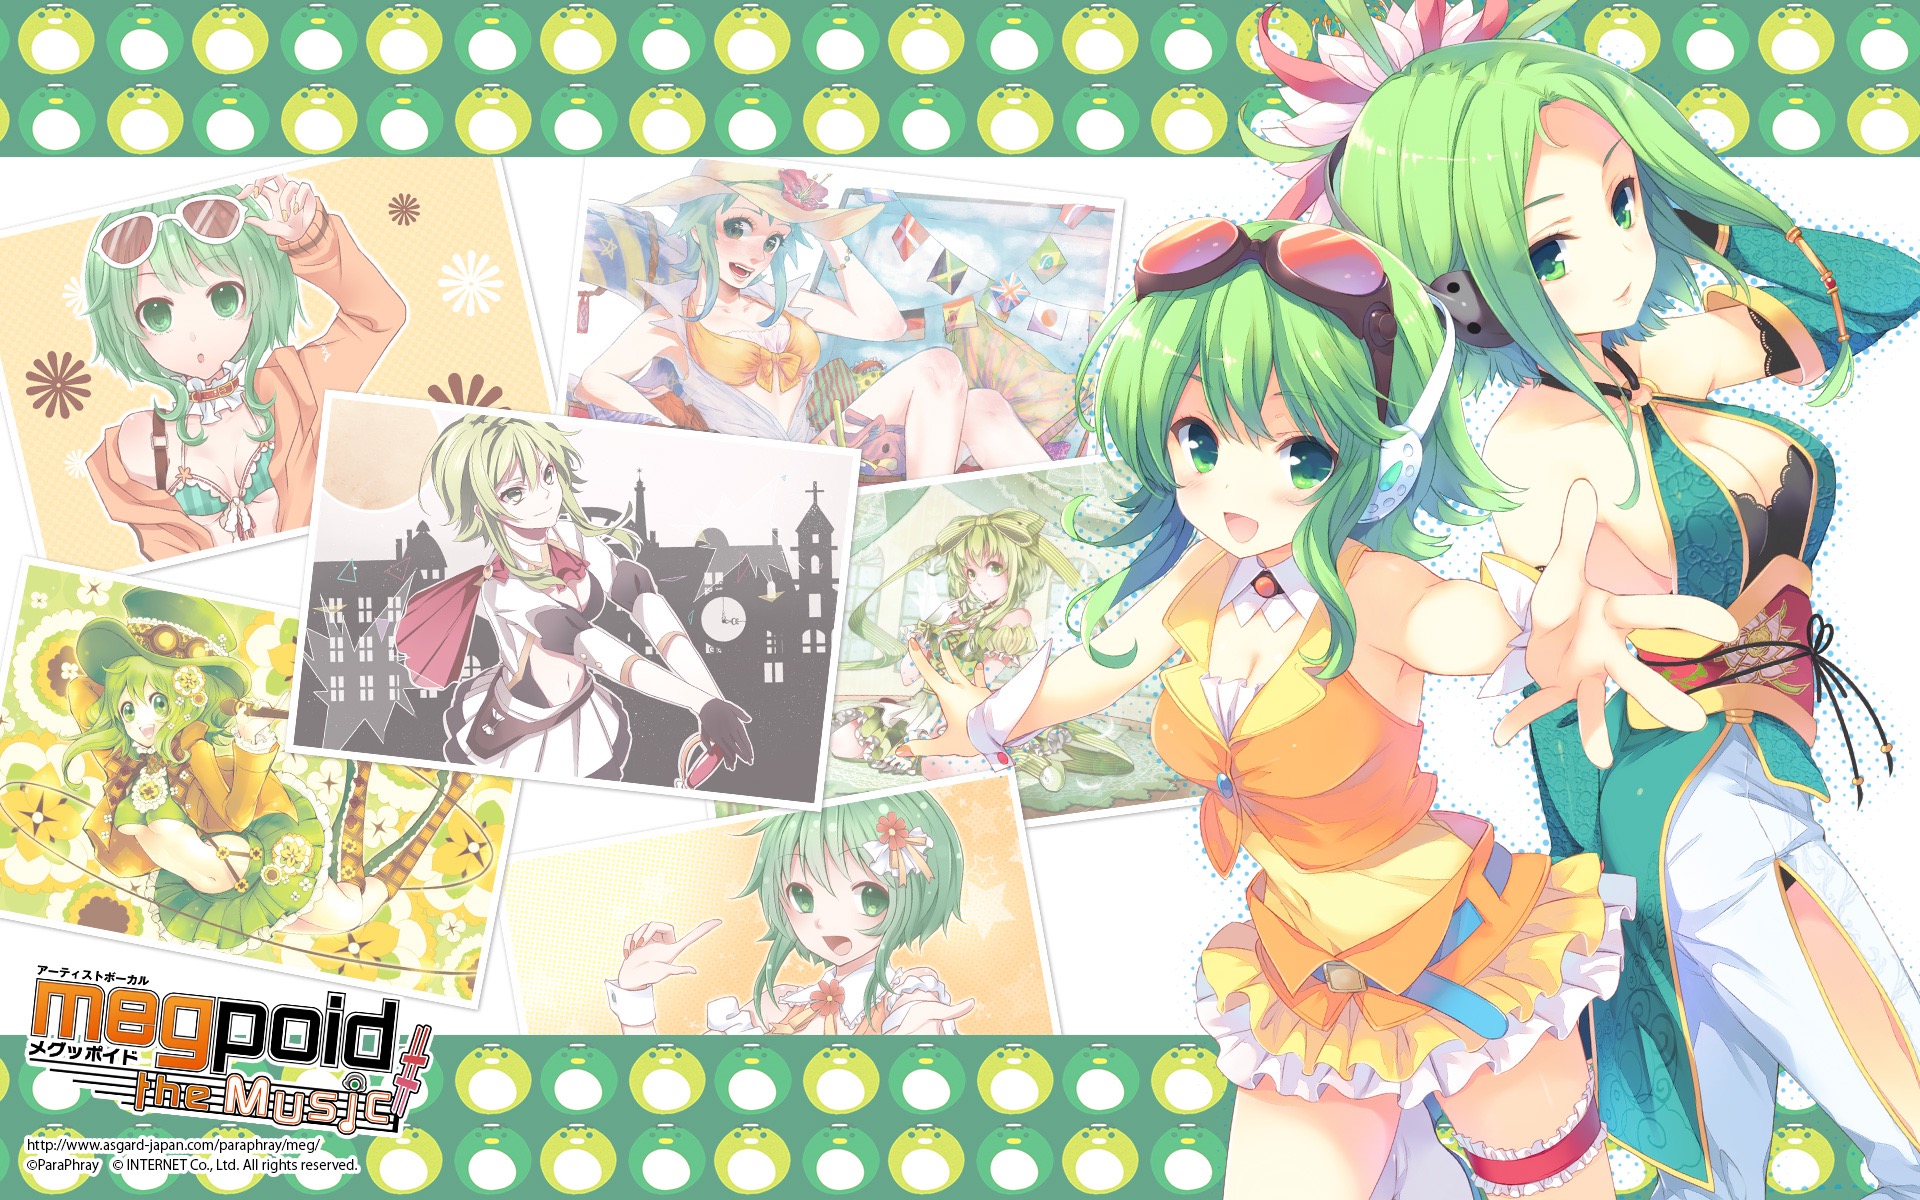 アーティストボーカル
megpoid
メグッポイド
the Music#
http://www.asgard-japan.com/paraphray/meg/
©ParaPhray © INTERNET Co., Ltd. All rights reserved.